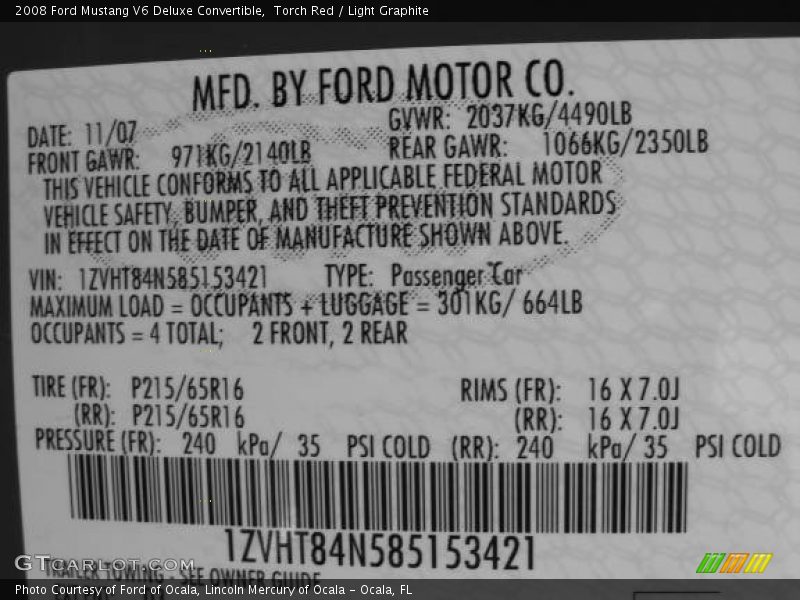 2008 Ford Mustang V6 Deluxe Convertible,  Torch Red / Light Graphite
MFD. BY FORD MOTOR CO.
DATE: 11/07 GVWR: 2037KG/4490LB
FRONT GAWR: 971KG/2140LB REAR GAWR: 1066KG/2350LB
THIS VEHICLE CONFORMS TO ALL APPLICABLE FEDERAL MOTOR
VEHICLE SAFETY, BUMPER, AND THEFT PREVENTION STANDARDS
IN EFFECT ON THE DATE OF MANUFACTURE SHOWN ABOVE.
VIN: 1ZVHT84N585153421 TYPE: Passenger Car
MAXIMUM LOAD = OCCUPANTS + LUGGAGE = 301KG/ 664LB
OCCUPANTS = 4 TOTAL; 2 FRONT, 2 REAR
TIRE (FR): P215/65R16 RIMS (FR): 16 X 7.0J
(RR): P215/65R16 (RR): 16 X 7.0J
PRESSURE (FR): 240 kPa/ 35 PSI COLD (RR): 240 kPa/ 35 PSI COLD
1ZVHT84N585153421
GTCarLot.com
TRAILER TOWING - SEE OWNER GUIDE
Photo Courtesy of Ford of Ocala, Lincoln Mercury of Ocala - Ocala, FL